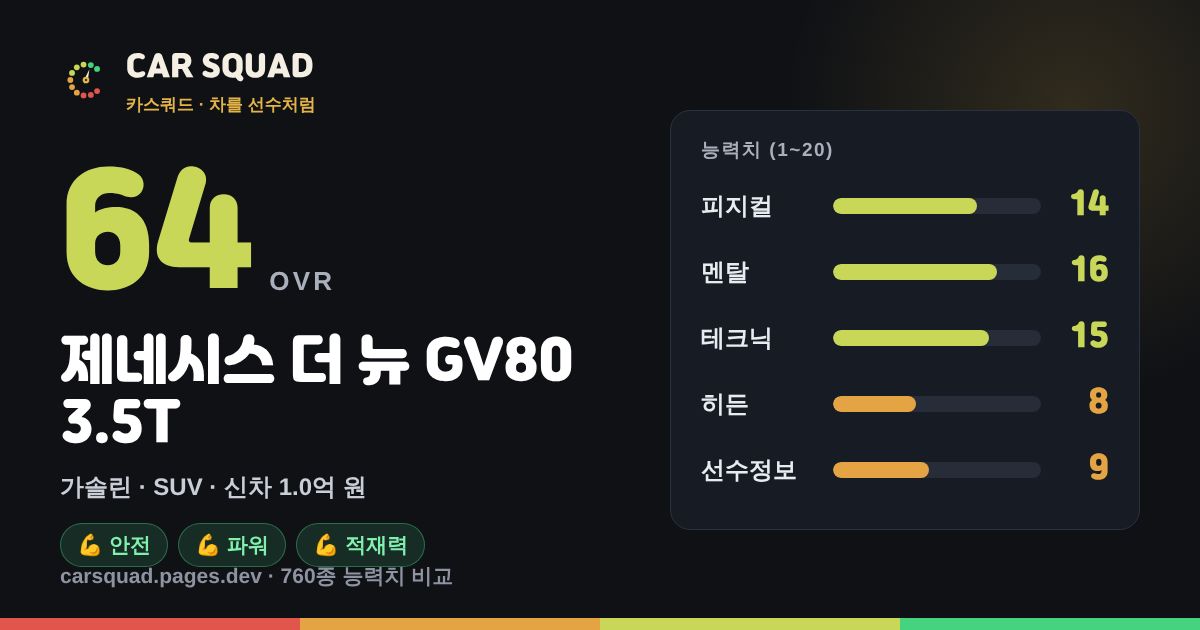 CAR SQUAD
카스쿼드 · 차를 선수처럼
64 OVR
제네시스 더 뉴 GV80
3.5T
가솔린 · SUV · 신차 1.0억 원
💪 안전 💪 파워 💪 적재력
carsquad.pages.dev · 760종 능력치 비교
능력치 (1~20)
피지컬 14
멘탈 16
테크닉 15
히든 8
선수정보 9